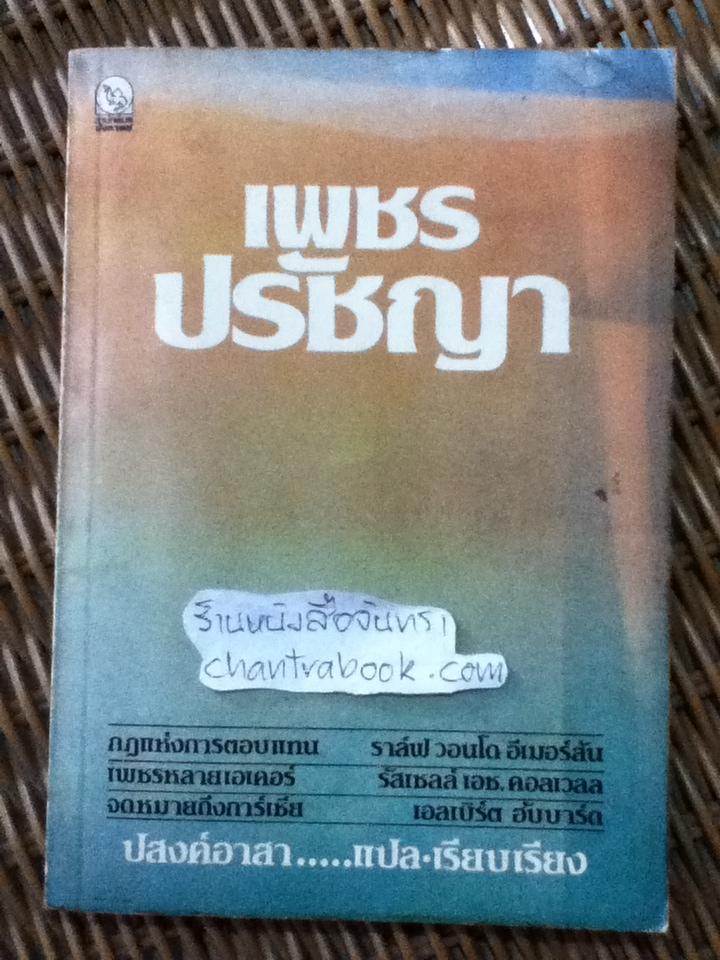 เพชร
ปรัชญา
ร้านหนังสือจันทรา
chantrabook.com
กฎแห่งการตอบแทน ราล์ฟ วอนโด อีเมอร์สัน
เพชรหลายเอเคอร์ รัสเซลล์ เอช. คอลเวลล
จดหมายถึงการ์เซีย เอลเบิร์ต ฮับบาร์ด
ปสงค์อาสา.....แปล·เรียบเรียง